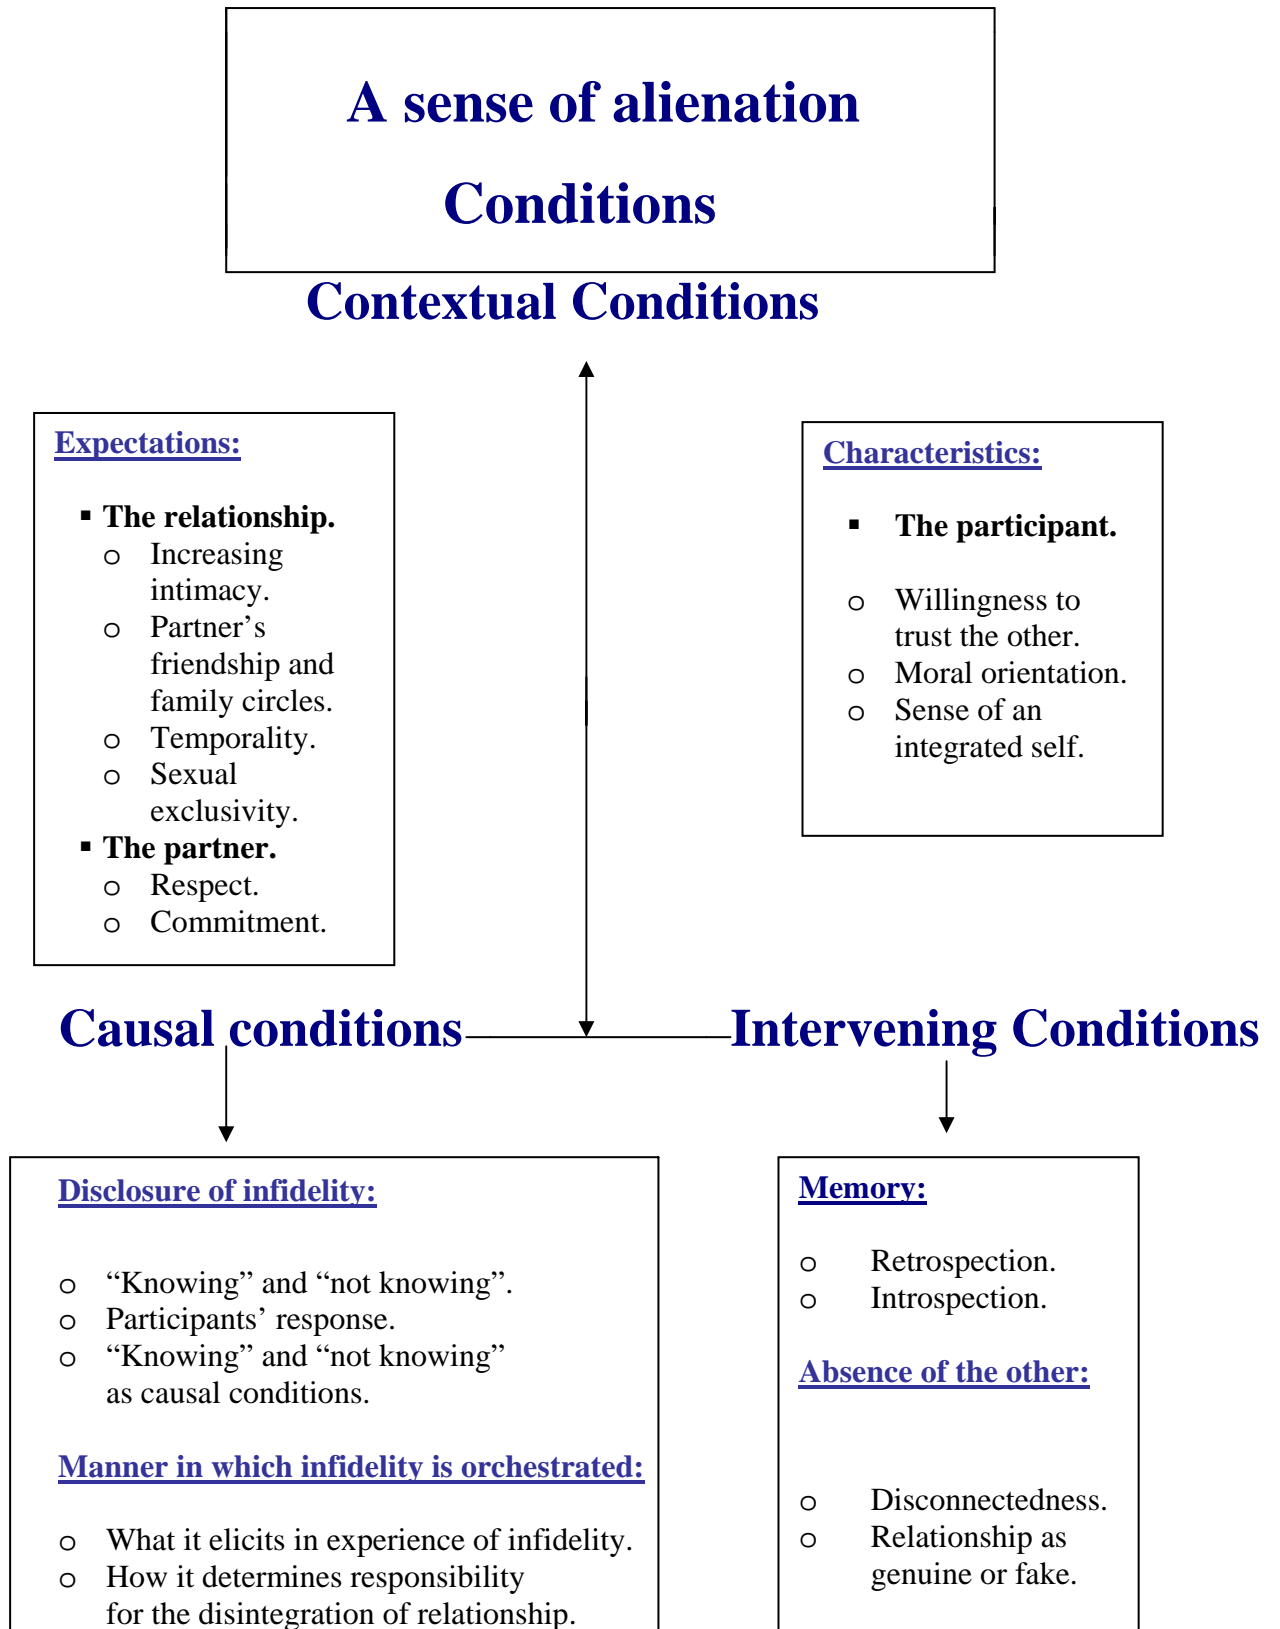 A sense of alienation
Conditions
Contextual Conditions
Expectations:
▪ The relationship.
o Increasing
intimacy.
o Partner’s
friendship and
family circles.
o Temporality.
o Sexual
exclusivity.
▪ The partner.
o Respect.
o Commitment.
Characteristics:
▪ The participant.
o Willingness to
trust the other.
o Moral orientation.
o Sense of an
integrated self.
Causal conditions
Intervening Conditions
Disclosure of infidelity:
o “Knowing” and “not knowing”.
o Participants’ response.
o “Knowing” and “not knowing”
as causal conditions.
Manner in which infidelity is orchestrated:
o What it elicits in experience of infidelity.
o How it determines responsibility
for the disintegration of relationship.
Memory:
o Retrospection.
o Introspection.
Absence of the other:
o Disconnectedness.
o Relationship as
genuine or fake.